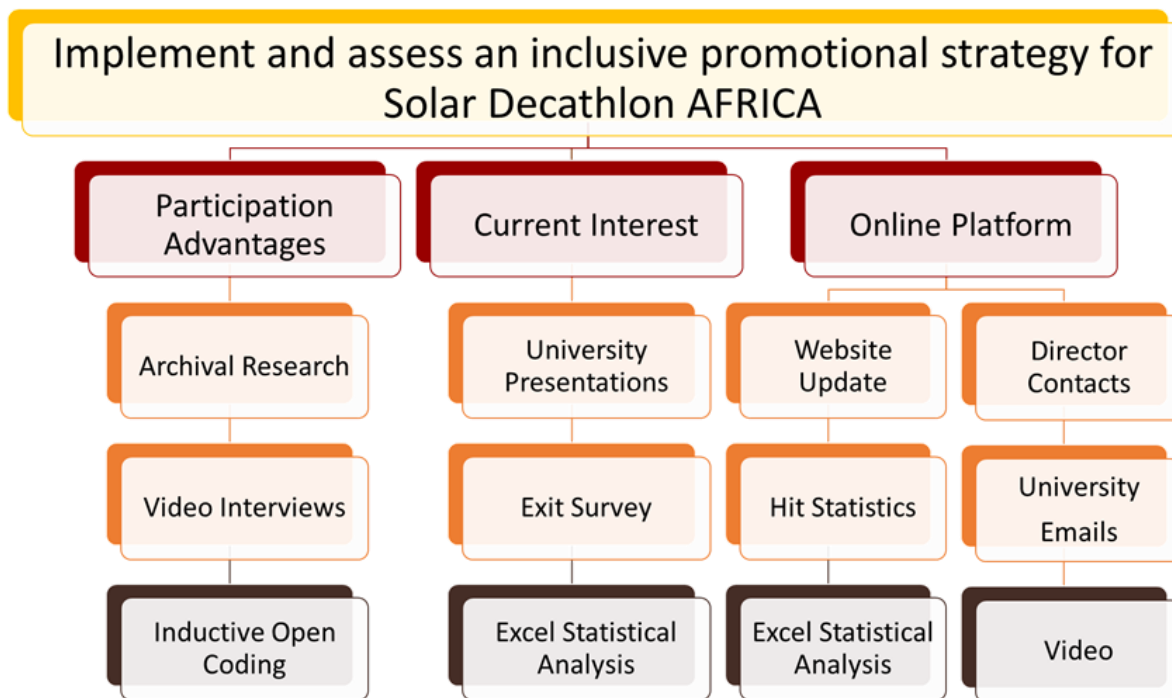 Implement and assess an inclusive promotional strategy for
Solar Decathlon AFRICA
Participation
Advantages
Current Interest
Online Platform
Archival Research
University
Presentations
Website
Update
Director
Contacts
Video Interviews
Exit Survey
Hit Statistics
University
Emails
Inductive Open
Coding
Excel Statistical
Analysis
Excel Statistical
Analysis
Video